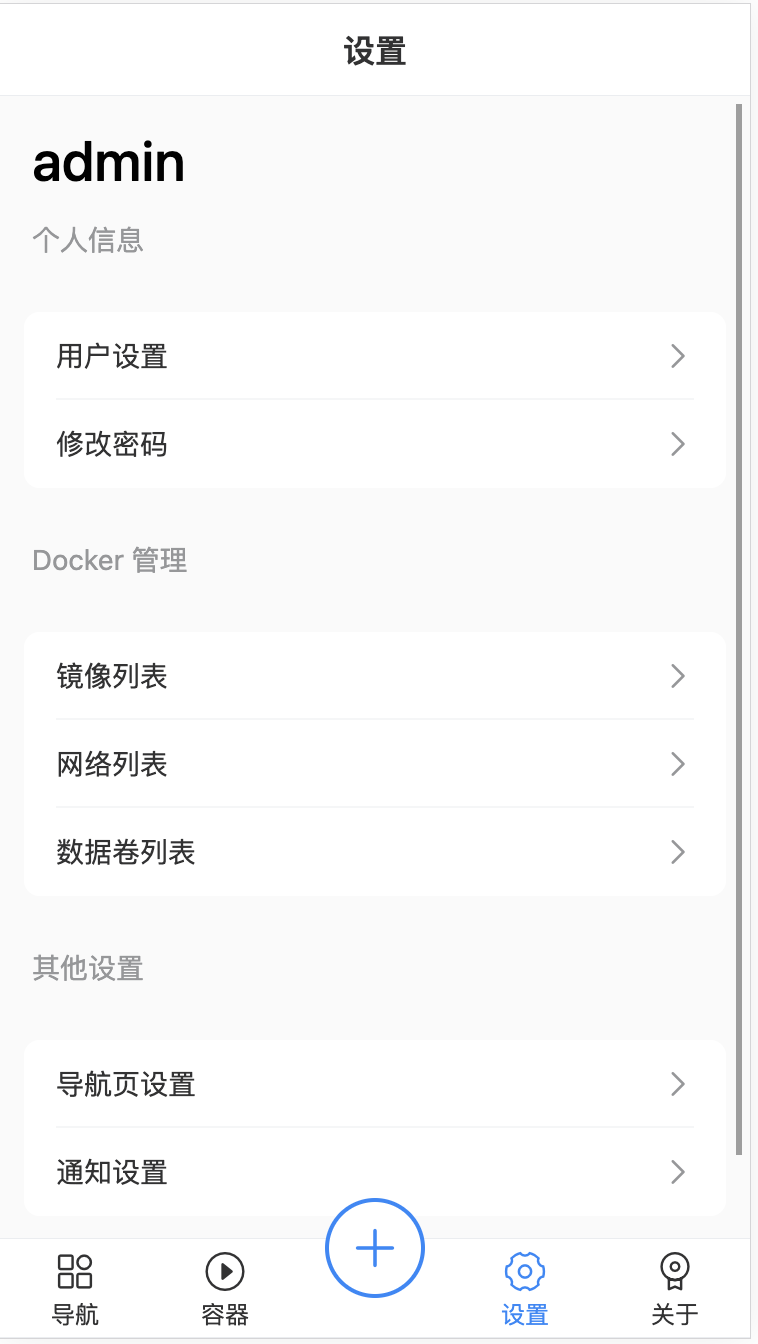 设置
admin
个人信息
用户设置
修改密码
Docker 管理
镜像列表
网络列表
数据卷列表
其他设置
导航页设置
通知设置
导航
容器
设置
关于